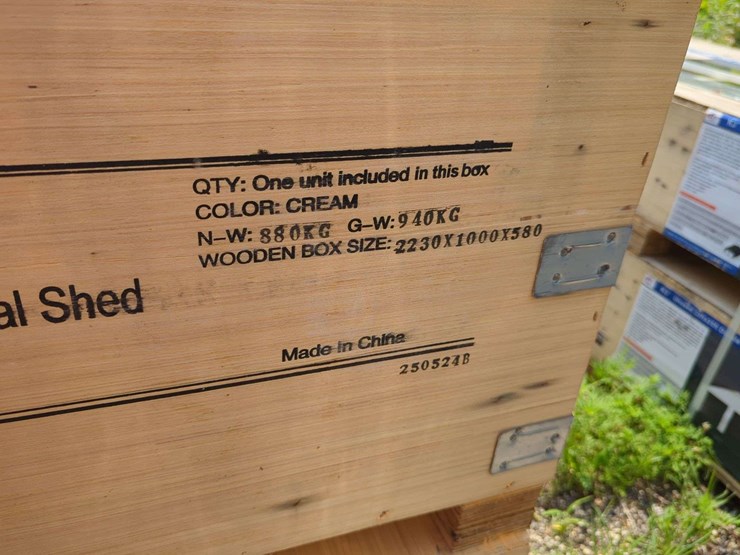 QTY: One unit included in this box
COLOR: CREAM
N-W: 880KG G-W: 940KG
WOODEN BOX SIZE: 2230X1000X580
al Shed
Made in China
250524B